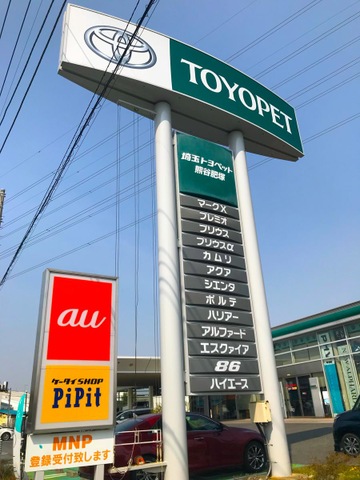 TOYOPET
埼玉トヨペット
熊谷肥塚
マークX
プレミオ
プリウス
プリウスα
カムリ
アクア
シエンタ
ポルテ
ハリアー
アルファード
エスクァイア
86
ハイエース
au
ケータイSHOP
PiPit
MNP
登録受付致します